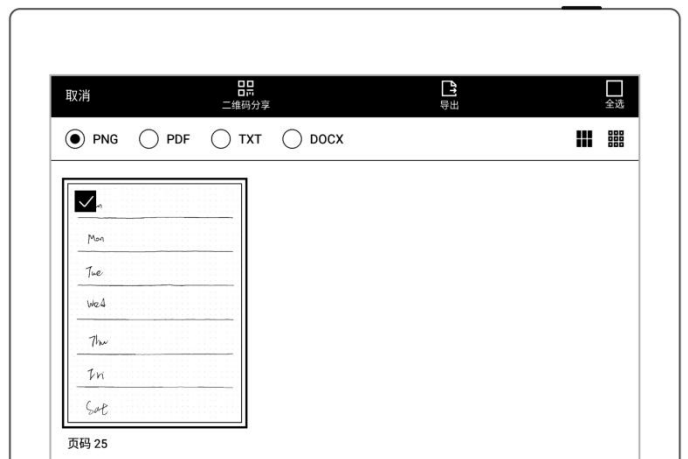 取消
二维码分享
导出
全选
PNG PDF TXT DOCX
Mon
Tue
Wed
Thu
Fri
Sat
页码 25